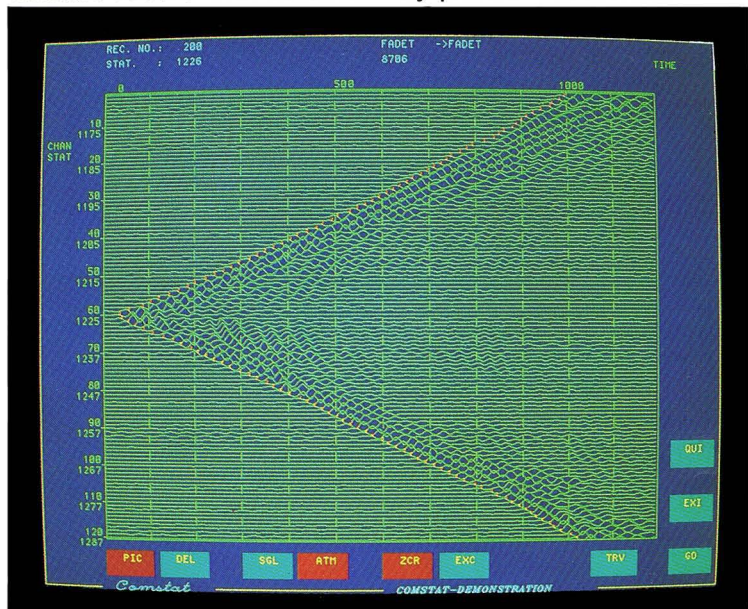 REC. NO.: 200 FADET ->FADET
STAT. : 1226 8706 TIME
0 500 1000
10
1175
CHAN
STAT
20
1185
30
1195
40
1205
50
1215
60
1225
70
1237
80
1247
90
1257
100
1267
110
1277
120
1287
QUI
EXI
PIC DEL SGL ATM ZCR EXC TRV GO
Comstat COMSTAT-DEMONSTRATION